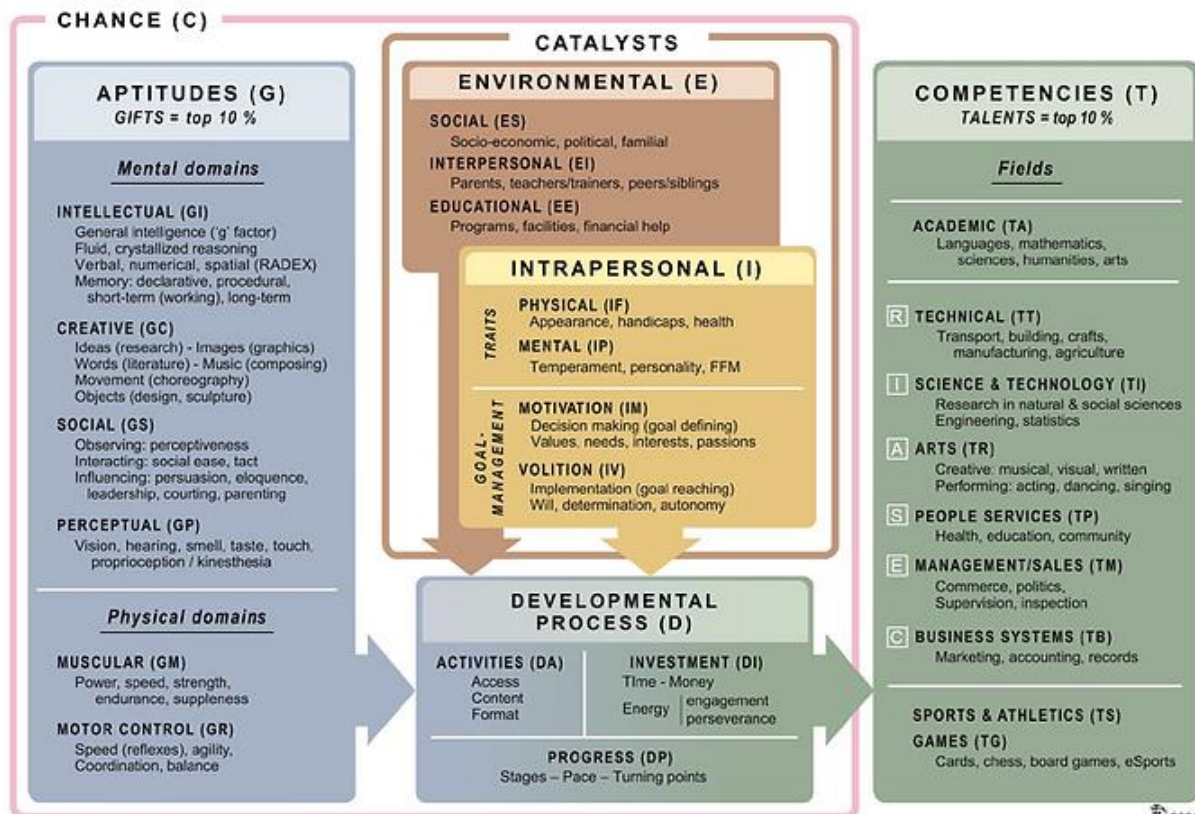 CHANCE (C)
APTITUDES (G)
GIFTS = top 10 %
Mental domains
INTELLECTUAL (GI)
General intelligence ('g' factor)
Fluid, crystallized reasoning
Verbal, numerical, spatial (RADEX)
Memory: declarative, procedural,
short-term (working), long-term
CREATIVE (GC)
Ideas (research) - Images (graphics)
Words (literature) - Music (composing)
Movement (choreography)
Objects (design, sculpture)
SOCIAL (GS)
Observing: perceptiveness
Interacting: social ease, tact
Influencing: persuasion, eloquence,
leadership, courting, parenting
PERCEPTUAL (GP)
Vision, hearing, smell, taste, touch,
proprioception / kinesthesia
Physical domains
MUSCULAR (GM)
Power, speed, strength,
endurance, suppleness
MOTOR CONTROL (GR)
Speed (reflexes), agility,
Coordination, balance
CATALYSTS
ENVIRONMENTAL (E)
SOCIAL (ES)
Socio-economic, political, familial
INTERPERSONAL (EI)
Parents, teachers/trainers, peers/siblings
EDUCATIONAL (EE)
Programs, facilities, financial help
INTRAPERSONAL (I)
TRAITS
PHYSICAL (IF)
Appearance, handicaps, health
MENTAL (IP)
Temperament, personality, FFM
GOAL-
MANAGEMENT
MOTIVATION (IM)
Decision making (goal defining)
Values, needs, interests, passions
VOLITION (IV)
Implementation (goal reaching)
Will, determination, autonomy
DEVELOPMENTAL
PROCESS (D)
ACTIVITIES (DA)
Access
Content
Format
INVESTMENT (DI)
TIme - Money
Energy
engagement
perseverance
PROGRESS (DP)
Stages – Pace – Turning points
COMPETENCIES (T)
TALENTS = top 10 %
Fields
ACADEMIC (TA)
Languages, mathematics,
sciences, humanities, arts
R TECHNICAL (TT)
Transport, building, crafts,
manufacturing, agriculture
I SCIENCE & TECHNOLOGY (TI)
Research in natural & social sciences
Engineering, statistics
A ARTS (TR)
Creative: musical, visual, written
Performing: acting, dancing, singing
S PEOPLE SERVICES (TP)
Health, education, community
E MANAGEMENT/SALES (TM)
Commerce, politics,
Supervision, inspection
C BUSINESS SYSTEMS (TB)
Marketing, accounting, records
SPORTS & ATHLETICS (TS)
GAMES (TG)
Cards, chess, board games, eSports